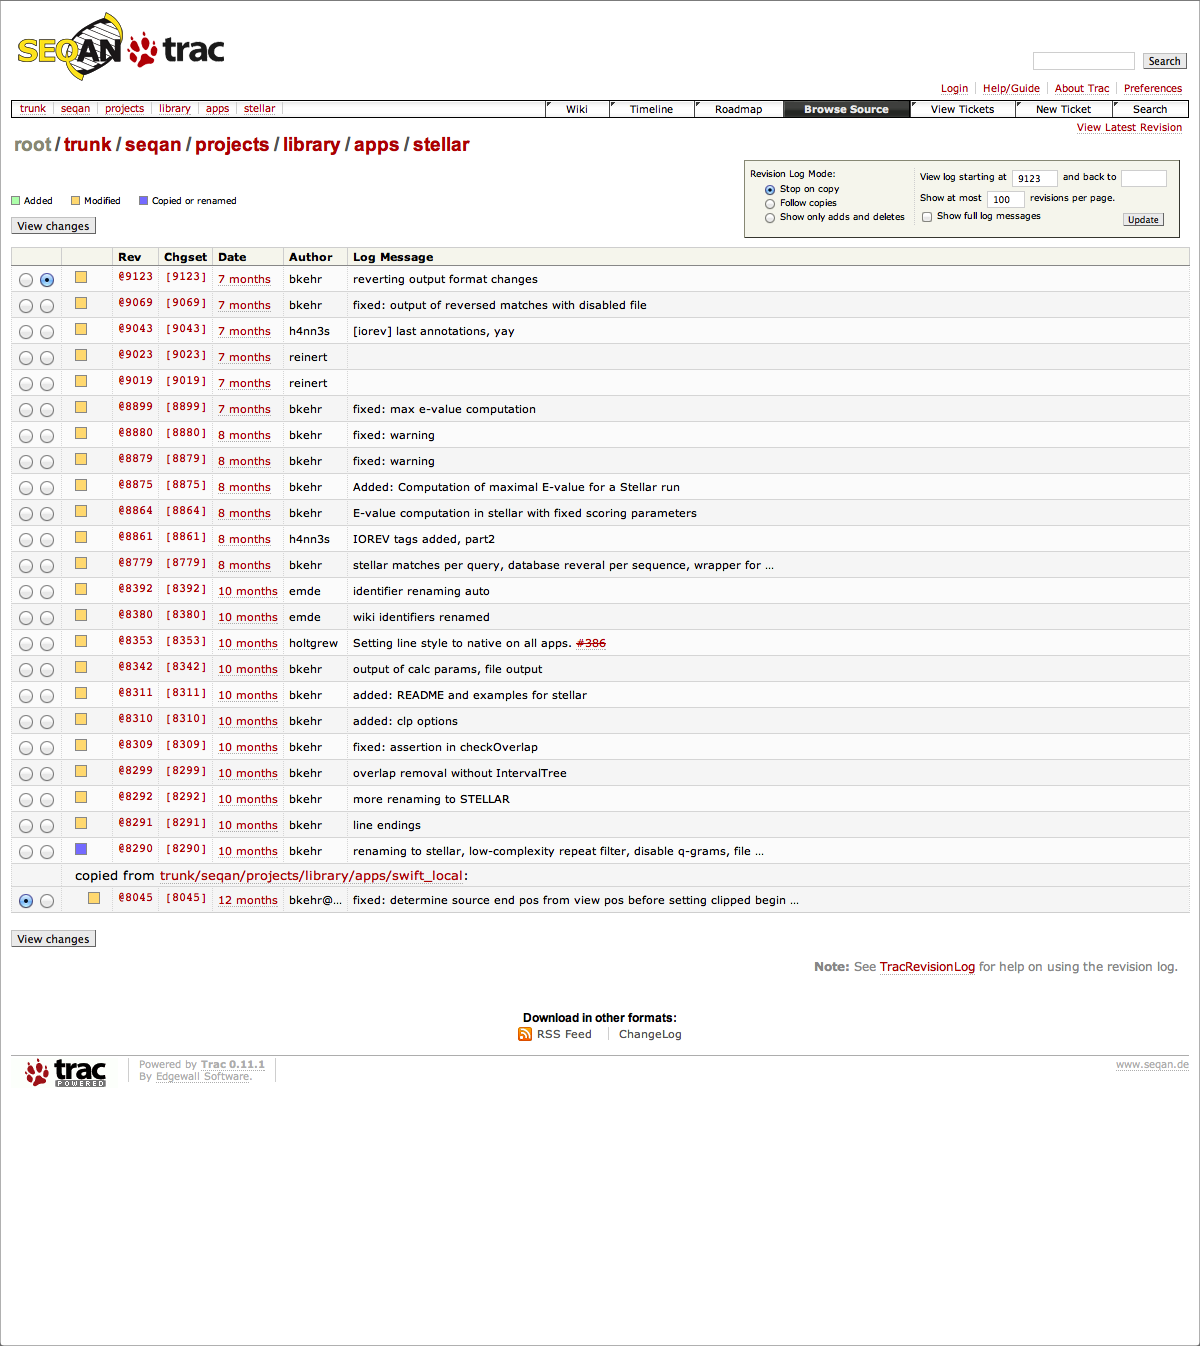 SEQAN trac
Search
Login Help/Guide About Trac Preferences
trunk seqan projects library apps stellar Wiki Timeline Roadmap Browse Source View Tickets New Ticket Search
View Latest Revision
root / trunk / seqan / projects / library / apps / stellar
Revision Log Mode:
Stop on copy
Follow copies
Show only adds and deletes
View log starting at 9123 and back to
Show at most 100 revisions per page.
Show full log messages
Update
Added Modified Copied or renamed
View changes
Rev Chgset Date Author Log Message
@9123 [9123] 7 months bkehr reverting output format changes
@9069 [9069] 7 months bkehr fixed: output of reversed matches with disabled file
@9043 [9043] 7 months h4nn3s [iorev] last annotations, yay
@9023 [9023] 7 months reinert
@9019 [9019] 7 months reinert
@8899 [8899] 7 months bkehr fixed: max e-value computation
@8880 [8880] 8 months bkehr fixed: warning
@8879 [8879] 8 months bkehr fixed: warning
@8875 [8875] 8 months bkehr Added: Computation of maximal E-value for a Stellar run
@8864 [8864] 8 months bkehr E-value computation in stellar with fixed scoring parameters
@8861 [8861] 8 months h4nn3s IOREV tags added, part2
@8779 [8779] 8 months bkehr stellar matches per query, database reveral per sequence, wrapper for ...
@8392 [8392] 10 months emde identifier renaming auto
@8380 [8380] 10 months emde wiki identifiers renamed
@8353 [8353] 10 months holtgrew Setting line style to native on all apps. #386
@8342 [8342] 10 months bkehr output of calc params, file output
@8311 [8311] 10 months bkehr added: README and examples for stellar
@8310 [8310] 10 months bkehr added: clp options
@8309 [8309] 10 months bkehr fixed: assertion in checkOverlap
@8299 [8299] 10 months bkehr overlap removal without IntervalTree
@8292 [8292] 10 months bkehr more renaming to STELLAR
@8291 [8291] 10 months bkehr line endings
@8290 [8290] 10 months bkehr renaming to stellar, low-complexity repeat filter, disable q-grams, file ...
copied from trunk/seqan/projects/library/apps/swift_local:
@8045 [8045] 12 months bkehr@... fixed: determine source end pos from view pos before setting clipped begin ...
View changes
Note: See TracRevisionLog for help on using the revision log.
Download in other formats:
RSS Feed ChangeLog
trac POWERED
Powered by Trac 0.11.1
By Edgewall Software.
www.seqan.de